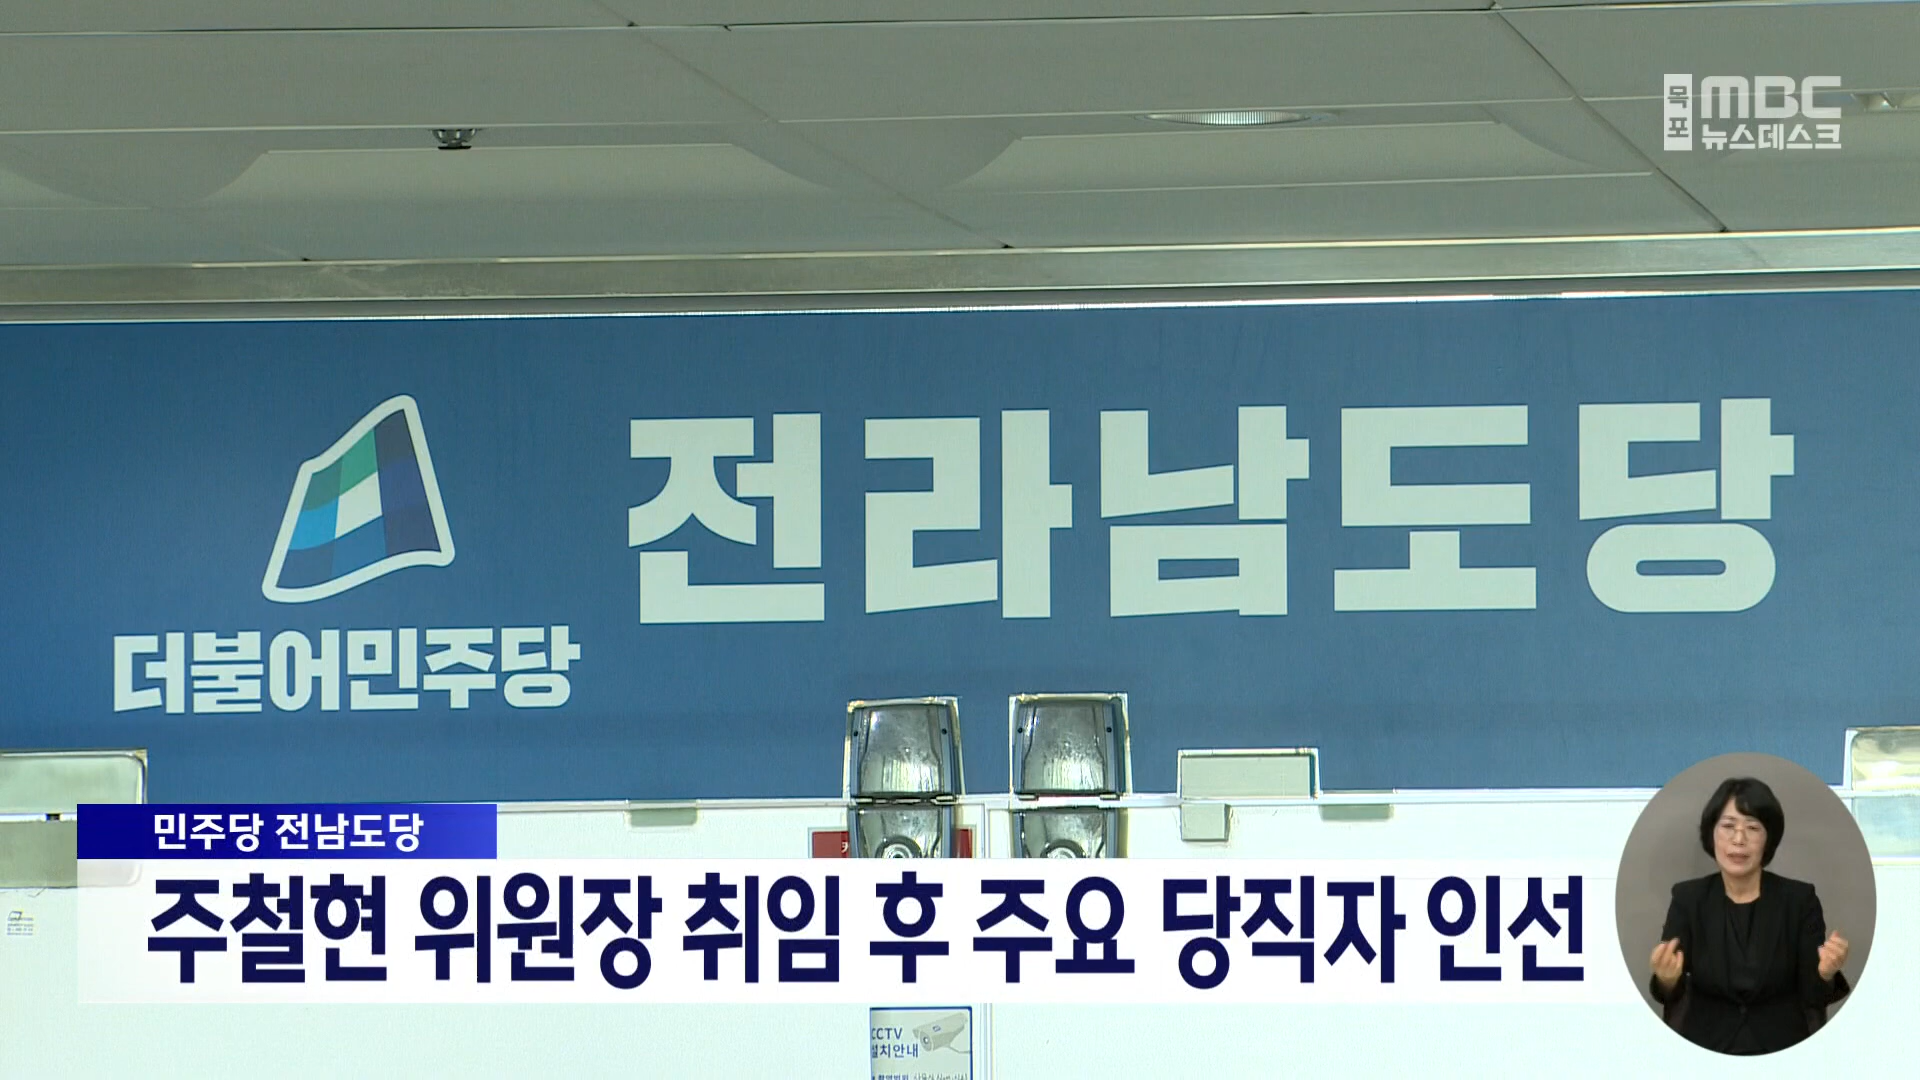 목포 MBC
뉴스데스크
전라남도당
더불어민주당
민주당 전남도당
주철현 위원장 취임 후 주요 당직자 인선
CCTV
설치안내